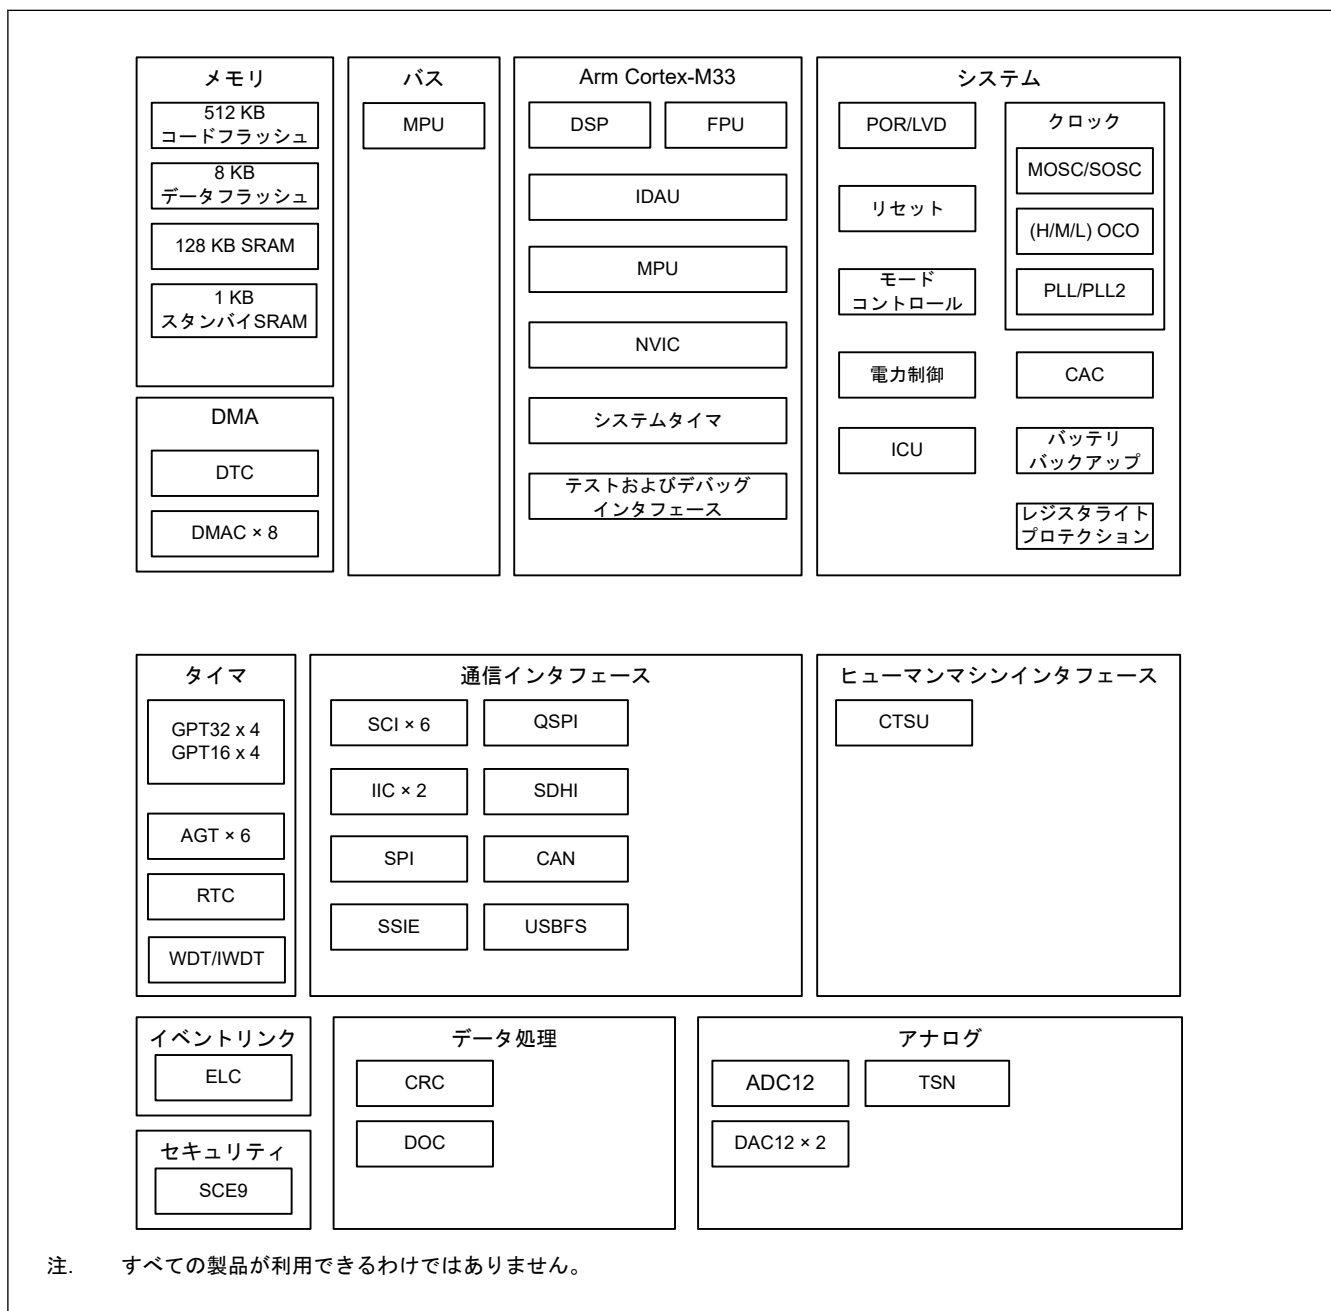 メモリ
512 KB
コードフラッシュ
8 KB
データフラッシュ
128 KB SRAM
1 KB
スタンバイSRAM
DMA
DTC
DMAC × 8
バス
MPU
Arm Cortex-M33
DSP
FPU
IDAU
MPU
NVIC
システムタイマ
テストおよびデバッグ
インタフェース
システム
POR/LVD
リセット
モード
コントロール
電力制御
ICU
クロック
MOSC/SOSC
(H/M/L) OCO
PLL/PLL2
CAC
バッテリ
バックアップ
レジスタライト
プロテクション
タイマ
GPT32 x 4
GPT16 x 4
AGT × 6
RTC
WDT/IWDT
通信インタフェース
SCI × 6
QSPI
IIC × 2
SDHI
SPI
CAN
SSIE
USBFS
ヒューマンマシンインタフェース
CTSU
イベントリンク
ELC
セキュリティ
SCE9
データ処理
CRC
DOC
アナログ
ADC12
TSN
DAC12 × 2
注. すべての製品が利用できるわけではありません。